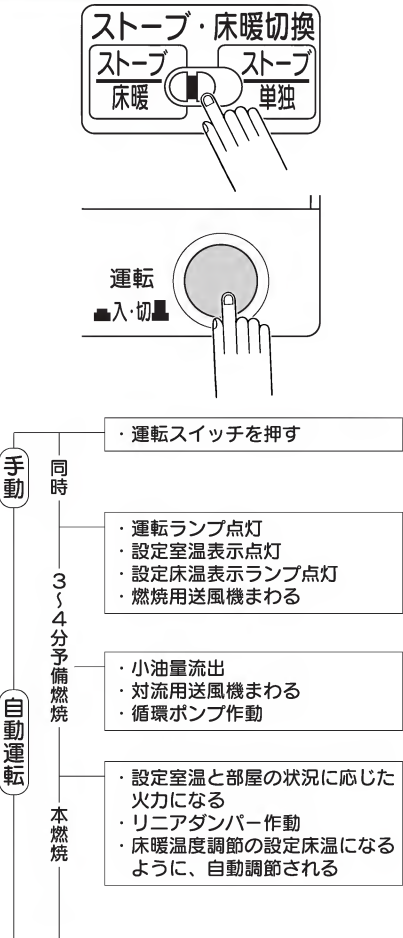 ストーブ・床暖切換
ストーブ
床暖
ストーブ
単独
運転
入・切
手動
同時
・運転スイッチを押す
・運転ランプ点灯
・設定室温表示点灯
・設定床温表示ランプ点灯
・燃焼用送風機まわる
3〜4分予備燃焼
・小油量流出
・対流用送風機まわる
・循環ポンプ作動
自動運転
本燃焼
・設定室温と部屋の状況に応じた
火力になる
・リニアダンパー作動
・床暖温度調節の設定床温になる
ように、自動調節される